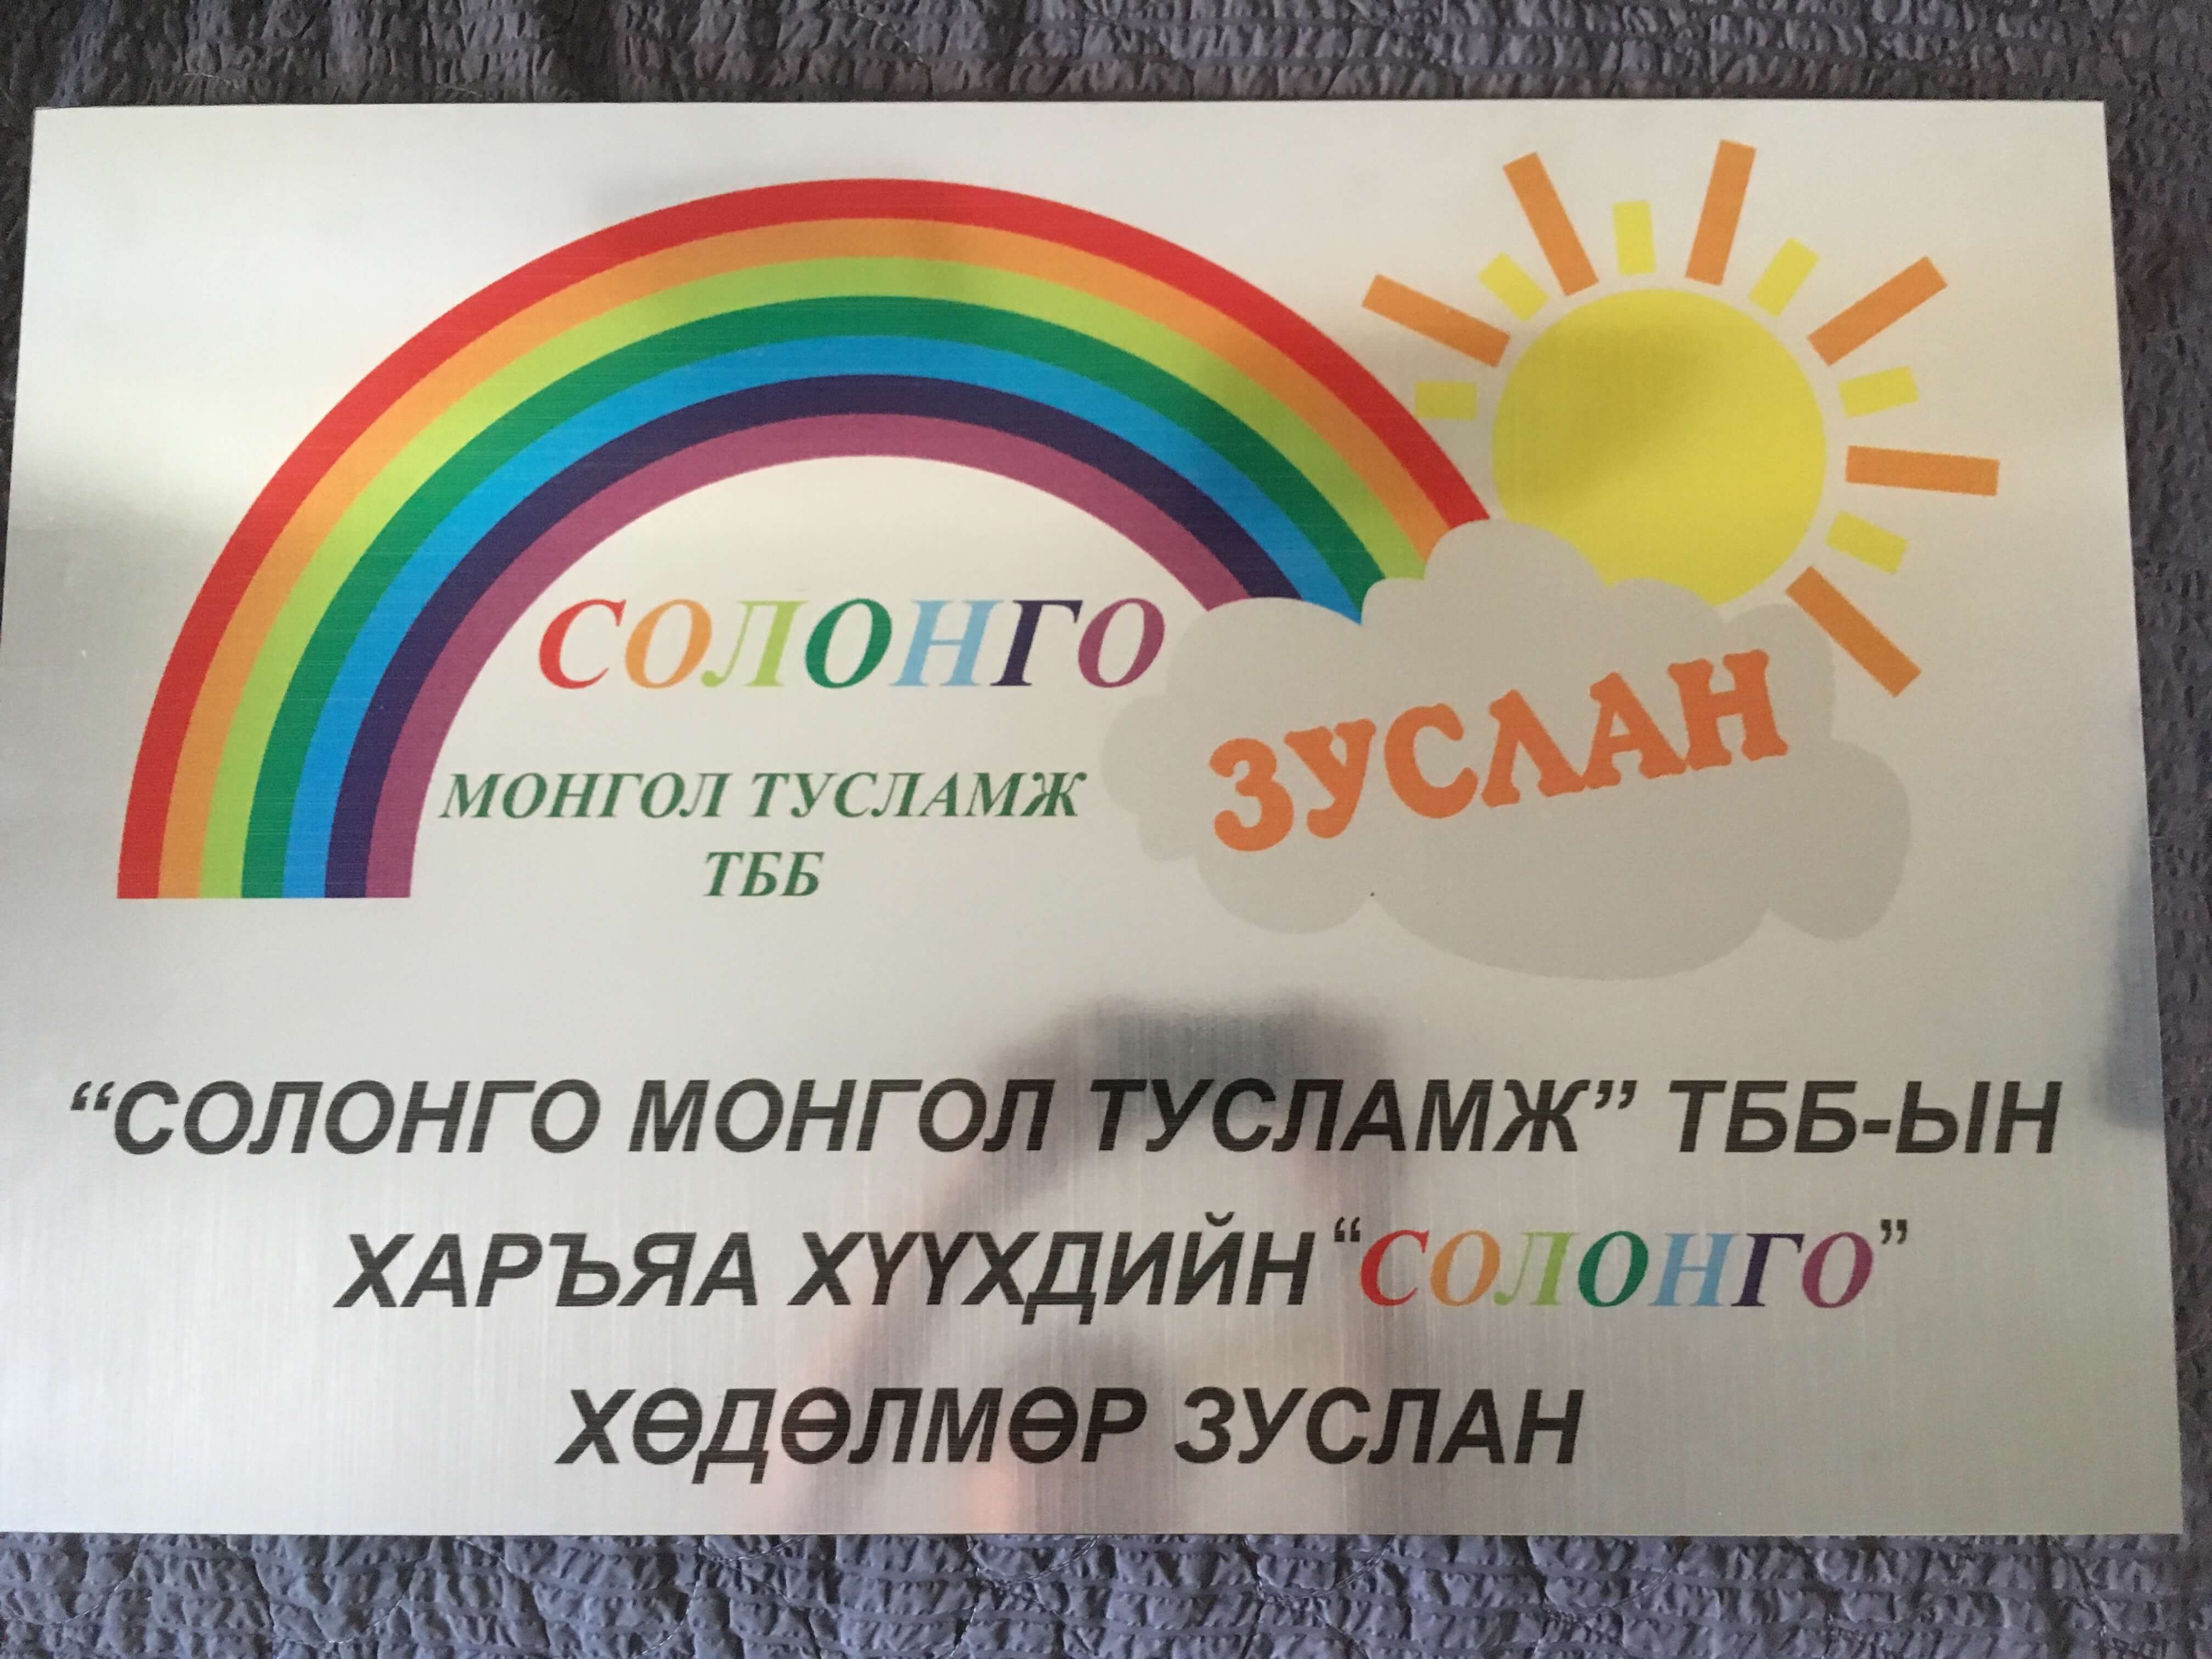 СОЛОНГО
МОНГОЛ ТУСЛАМЖ
ТББ
ЗУСЛАН
“СОЛОНГО МОНГОЛ ТУСЛАМЖ” ТББ-ЫН
ХАРЪЯА ХҮҮХДИЙН “СОЛОНГО”
ХӨДӨЛМӨР ЗУСЛАН